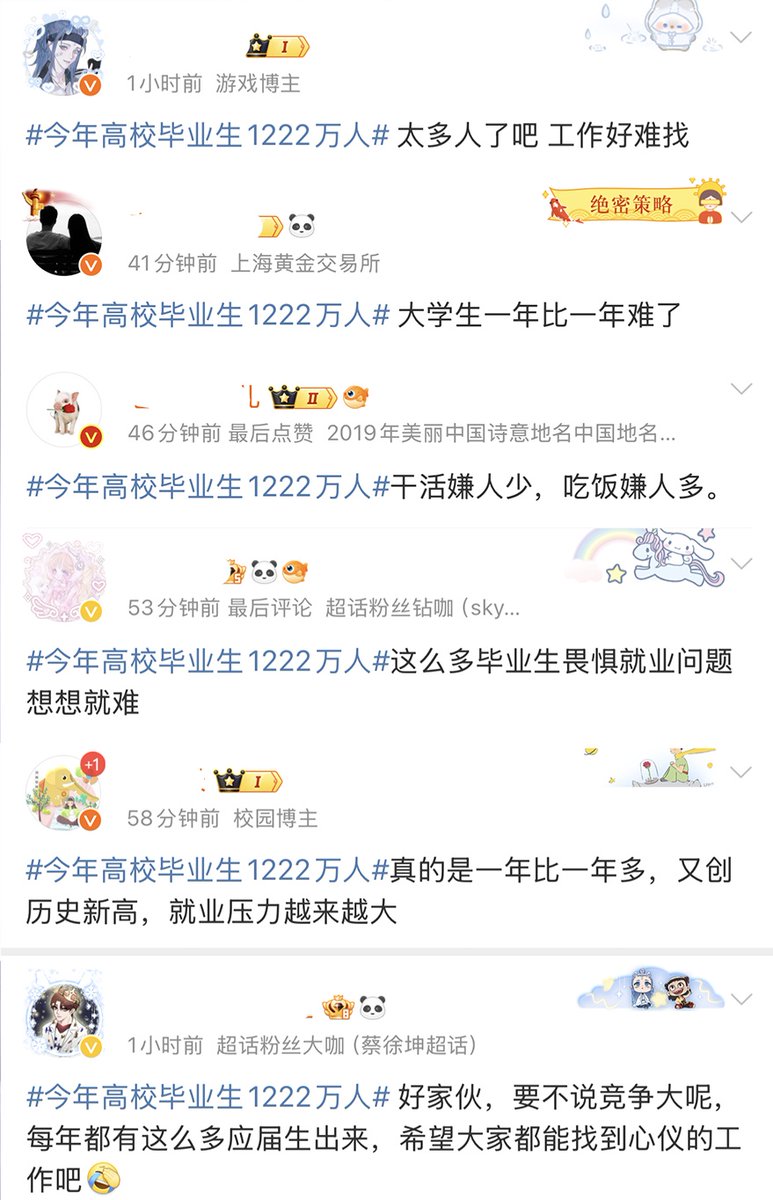 I
1小时前 游戏博主
#今年高校毕业生1222万人# 太多人了吧 工作好难找
绝密策略
41分钟前 上海黄金交易所
#今年高校毕业生1222万人# 大学生一年比一年难了
II
46分钟前 最后点赞 2019年美丽中国诗意地名中国地名...
#今年高校毕业生1222万人#干活嫌人少，吃饭嫌人多。
53分钟前 最后评论 超话粉丝钻咖（sky...
#今年高校毕业生1222万人#这么多毕业生畏惧就业问题
想想就难
+1
I
58分钟前 校园博主
#今年高校毕业生1222万人#真的是一年比一年多，又创
历史新高，就业压力越来越大
1小时前 超话粉丝大咖（蔡徐坤超话）
#今年高校毕业生1222万人# 好家伙，要不说竞争大呢，
每年都有这么多应届生出来，希望大家都能找到心仪的工
作吧